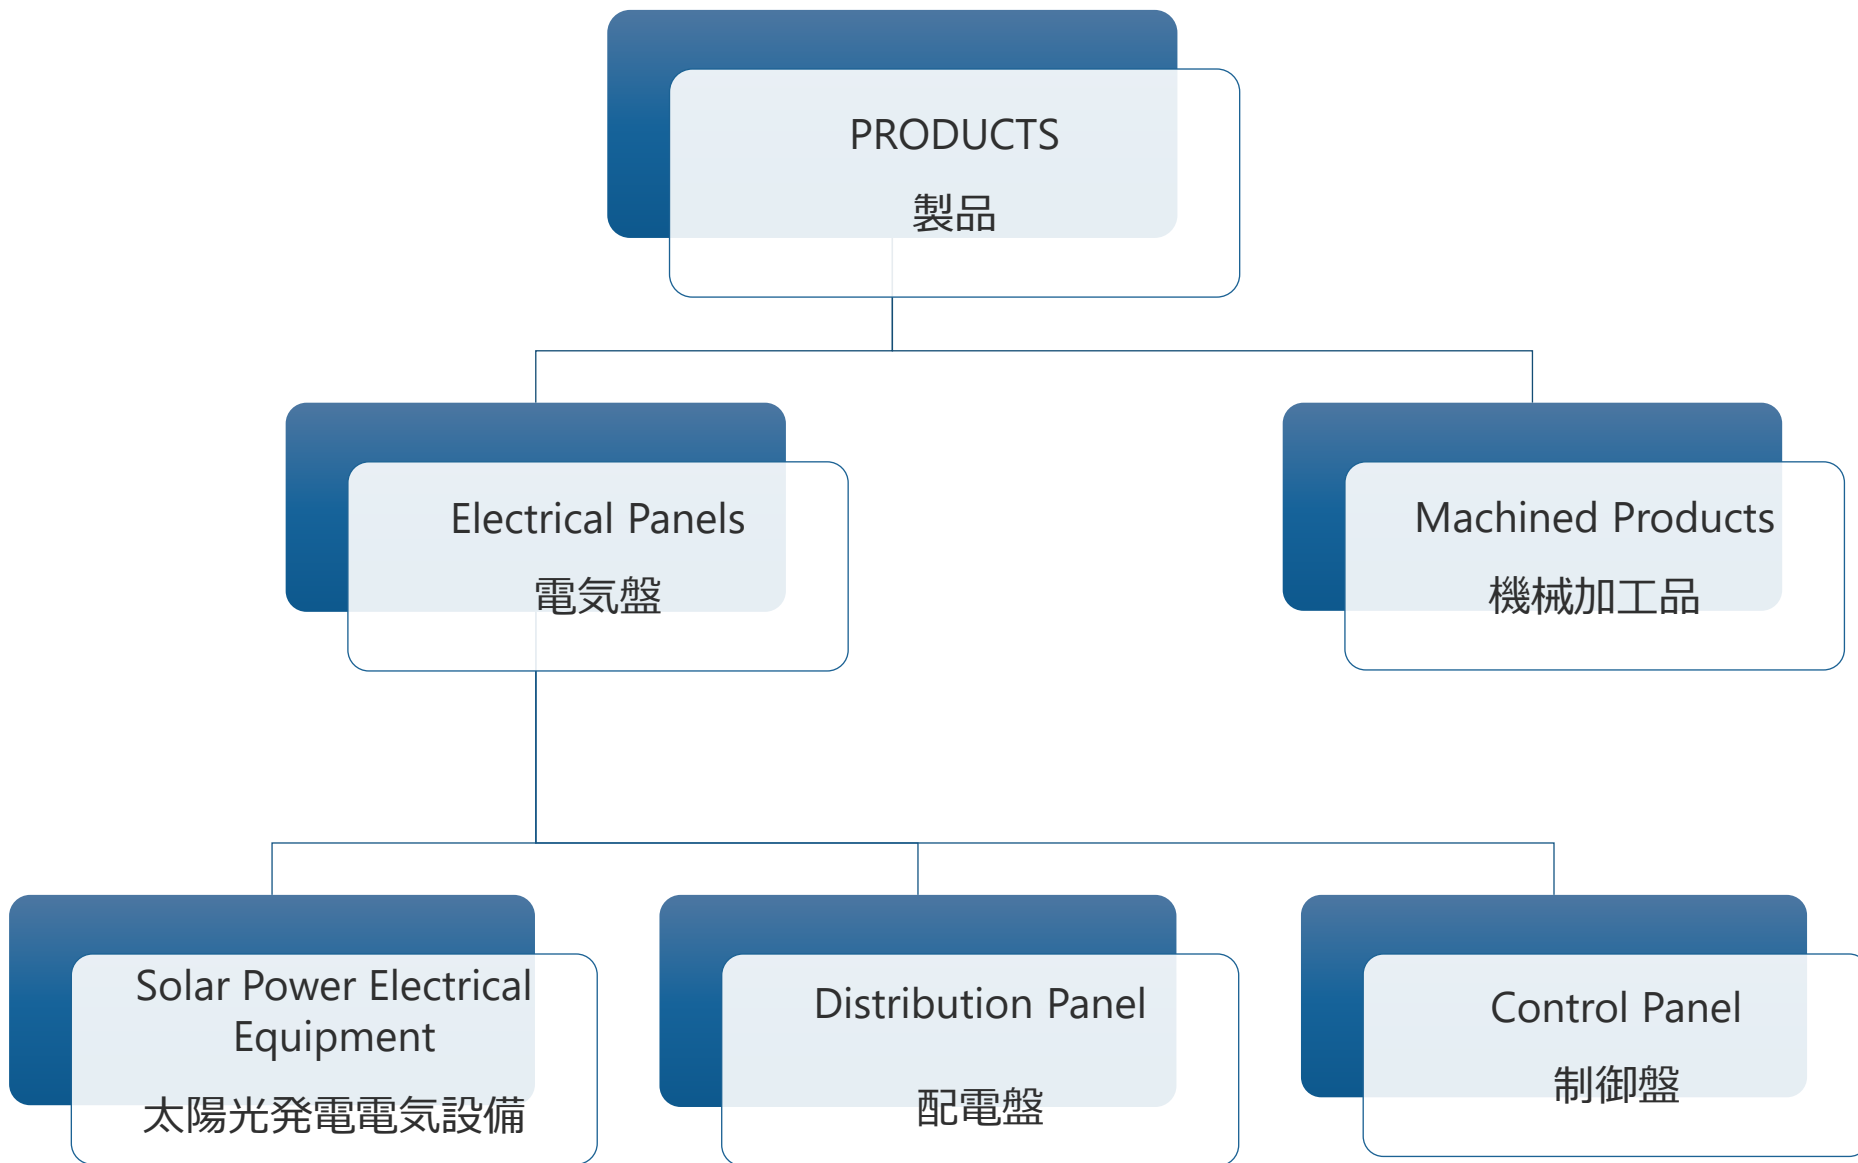 PRODUCTS
製品
Electrical Panels
電気盤
Machined Products
機械加工品
Solar Power Electrical
Equipment
太陽光発電電気設備
Distribution Panel
配電盤
Control Panel
制御盤